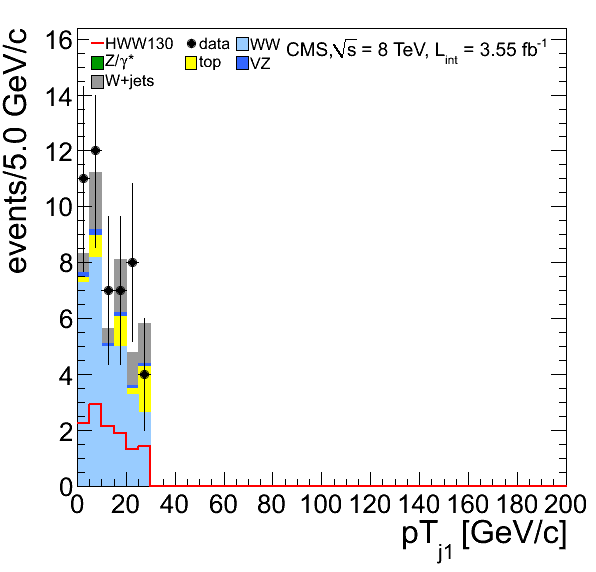 HWW130 data WW CMS,√s = 8 TeV, L_int = 3.55 fb^-1
Z/γ* top VZ
W+jets
events/5.0 GeV/c
16
14
12
10
8
6
4
2
0
0 20 40 60 80 100 120 140 160 180 200
pT_j1 [GeV/c]